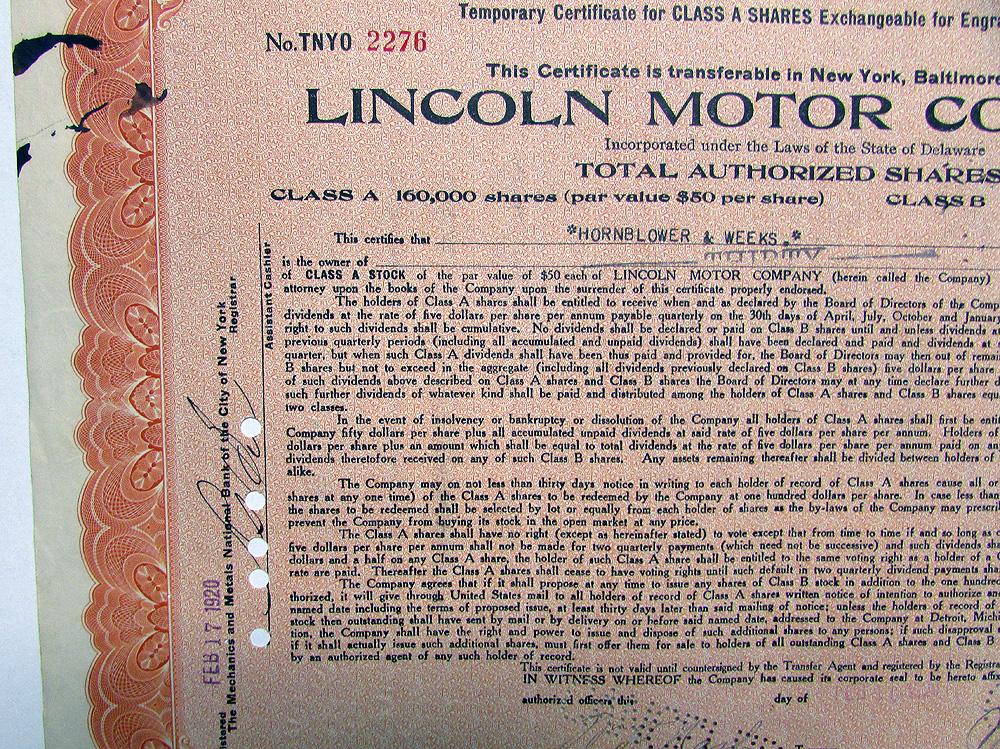 Temporary Certificate for CLASS A SHARES Exchangeable for Engra
No. TNYO 2276
This Certificate is transferable in New York, Baltimore
LINCOLN MOTOR CO
Incorporated under the Laws of the State of Delaware
TOTAL AUTHORIZED SHARES
CLASS A 160,000 shares (par value $50 per share) CLASS B
This certifies that *HORNBLOWER & WEEKS.*
is the owner of THIRTY
of CLASS A STOCK of the par value of $50 each of LINCOLN MOTOR COMPANY (herein called the Company)
attorney upon the books of the Company upon the surrender of this certificate properly endorsed.
The holders of Class A shares shall be entitled to receive when and as declared by the Board of Directors of the Comp
dividends at the rate of five dollars per share per annum payable quarterly on the 30th days of April, July, October and January
right to such dividends shall be cumulative. No dividends shall be declared or paid on Class B shares until and unless dividends a
previous quarterly periods (including all accumulated and unpaid dividends) shall have been declared and paid and dividends at
quarter, but when such Class A dividends shall have been thus paid and provided for, the Board of Directors may then out of remai
B shares but not to exceed in the aggregate (including all dividends previously declared on Class B shares) five dollars per share
of such dividends above described on Class A shares and Class B shares the Board of Directors may at any time declare further d
such further dividends of whatever kind shall be paid and distributed among the holders of Class A shares and Class B shares equ
two classes.
In the event of insolvency or bankruptcy or dissolution of the Company all holders of Class A shares shall first be enti
Company fifty dollars per share plus all accumulated unpaid dividends at said rate of five dollars per share per annum. Holders of
dollars per share plus an amount which shall be equal to total dividends at the rate of five dollars per share per annum paid on an
dividends theretofore received on any of such Class B shares. Any assets remaining thereafter shall be divided between holders of
alike.
The Company may on not less than thirty days notice in writing to each holder of record of Class A shares cause all or
shares at any one time) of the Class A shares to be redeemed by the Company at one hundred dollars per share. In case less than
the shares to be redeemed shall be selected by lot or equally from each holder of shares as the by-laws of the Company may prescri
prevent the Company from buying its stock in the open market at any price.
The Class A shares shall have no right (except as hereinafter stated) to vote except that from time to time if and so long as d
five dollars per share per annum shall not be made for two quarterly payments (which need not be successive) and such dividends sha
dollars and a half on any Class A share, the holder of such Class A share shall be entitled to the same voting right as a holder of
rate are paid. Thereafter the Class A shares shall cease to have voting rights until such default in two quarterly dividend payments sha
The Company agrees that if it shall propose at any time to issue any shares of Class B stock in addition to the one hundred
thorized, it will give through United States mail to all holders of record of Class A shares written notice of intention to authorize an
named date including the terms of proposed issue, at least thirty days later than said mailing of notice; unless the holders of record of
stock then outstanding shall have sent by mail or by delivery on or before said named date, addressed to the Company at Detroit, Mich
tion, the Company shall have the right and power to issue and dispose of such additional shares to any persons; if such disapproval
if it shall actually issue such additional shares, must first offer them for sale to holders of all outstanding Class A shares and Class B
by an authorized agent of any such holder of record.
This certificate is not valid until countersigned by the Transfer Agent and registered by the Registra
IN WITNESS WHEREOF the Company has caused its corporate seal to be hereto affix
authorized officers this day of
FEB 17 1920
istered
The Mechanics and Metals National Bank of the City of New York
Registrar
Assistant Cashier